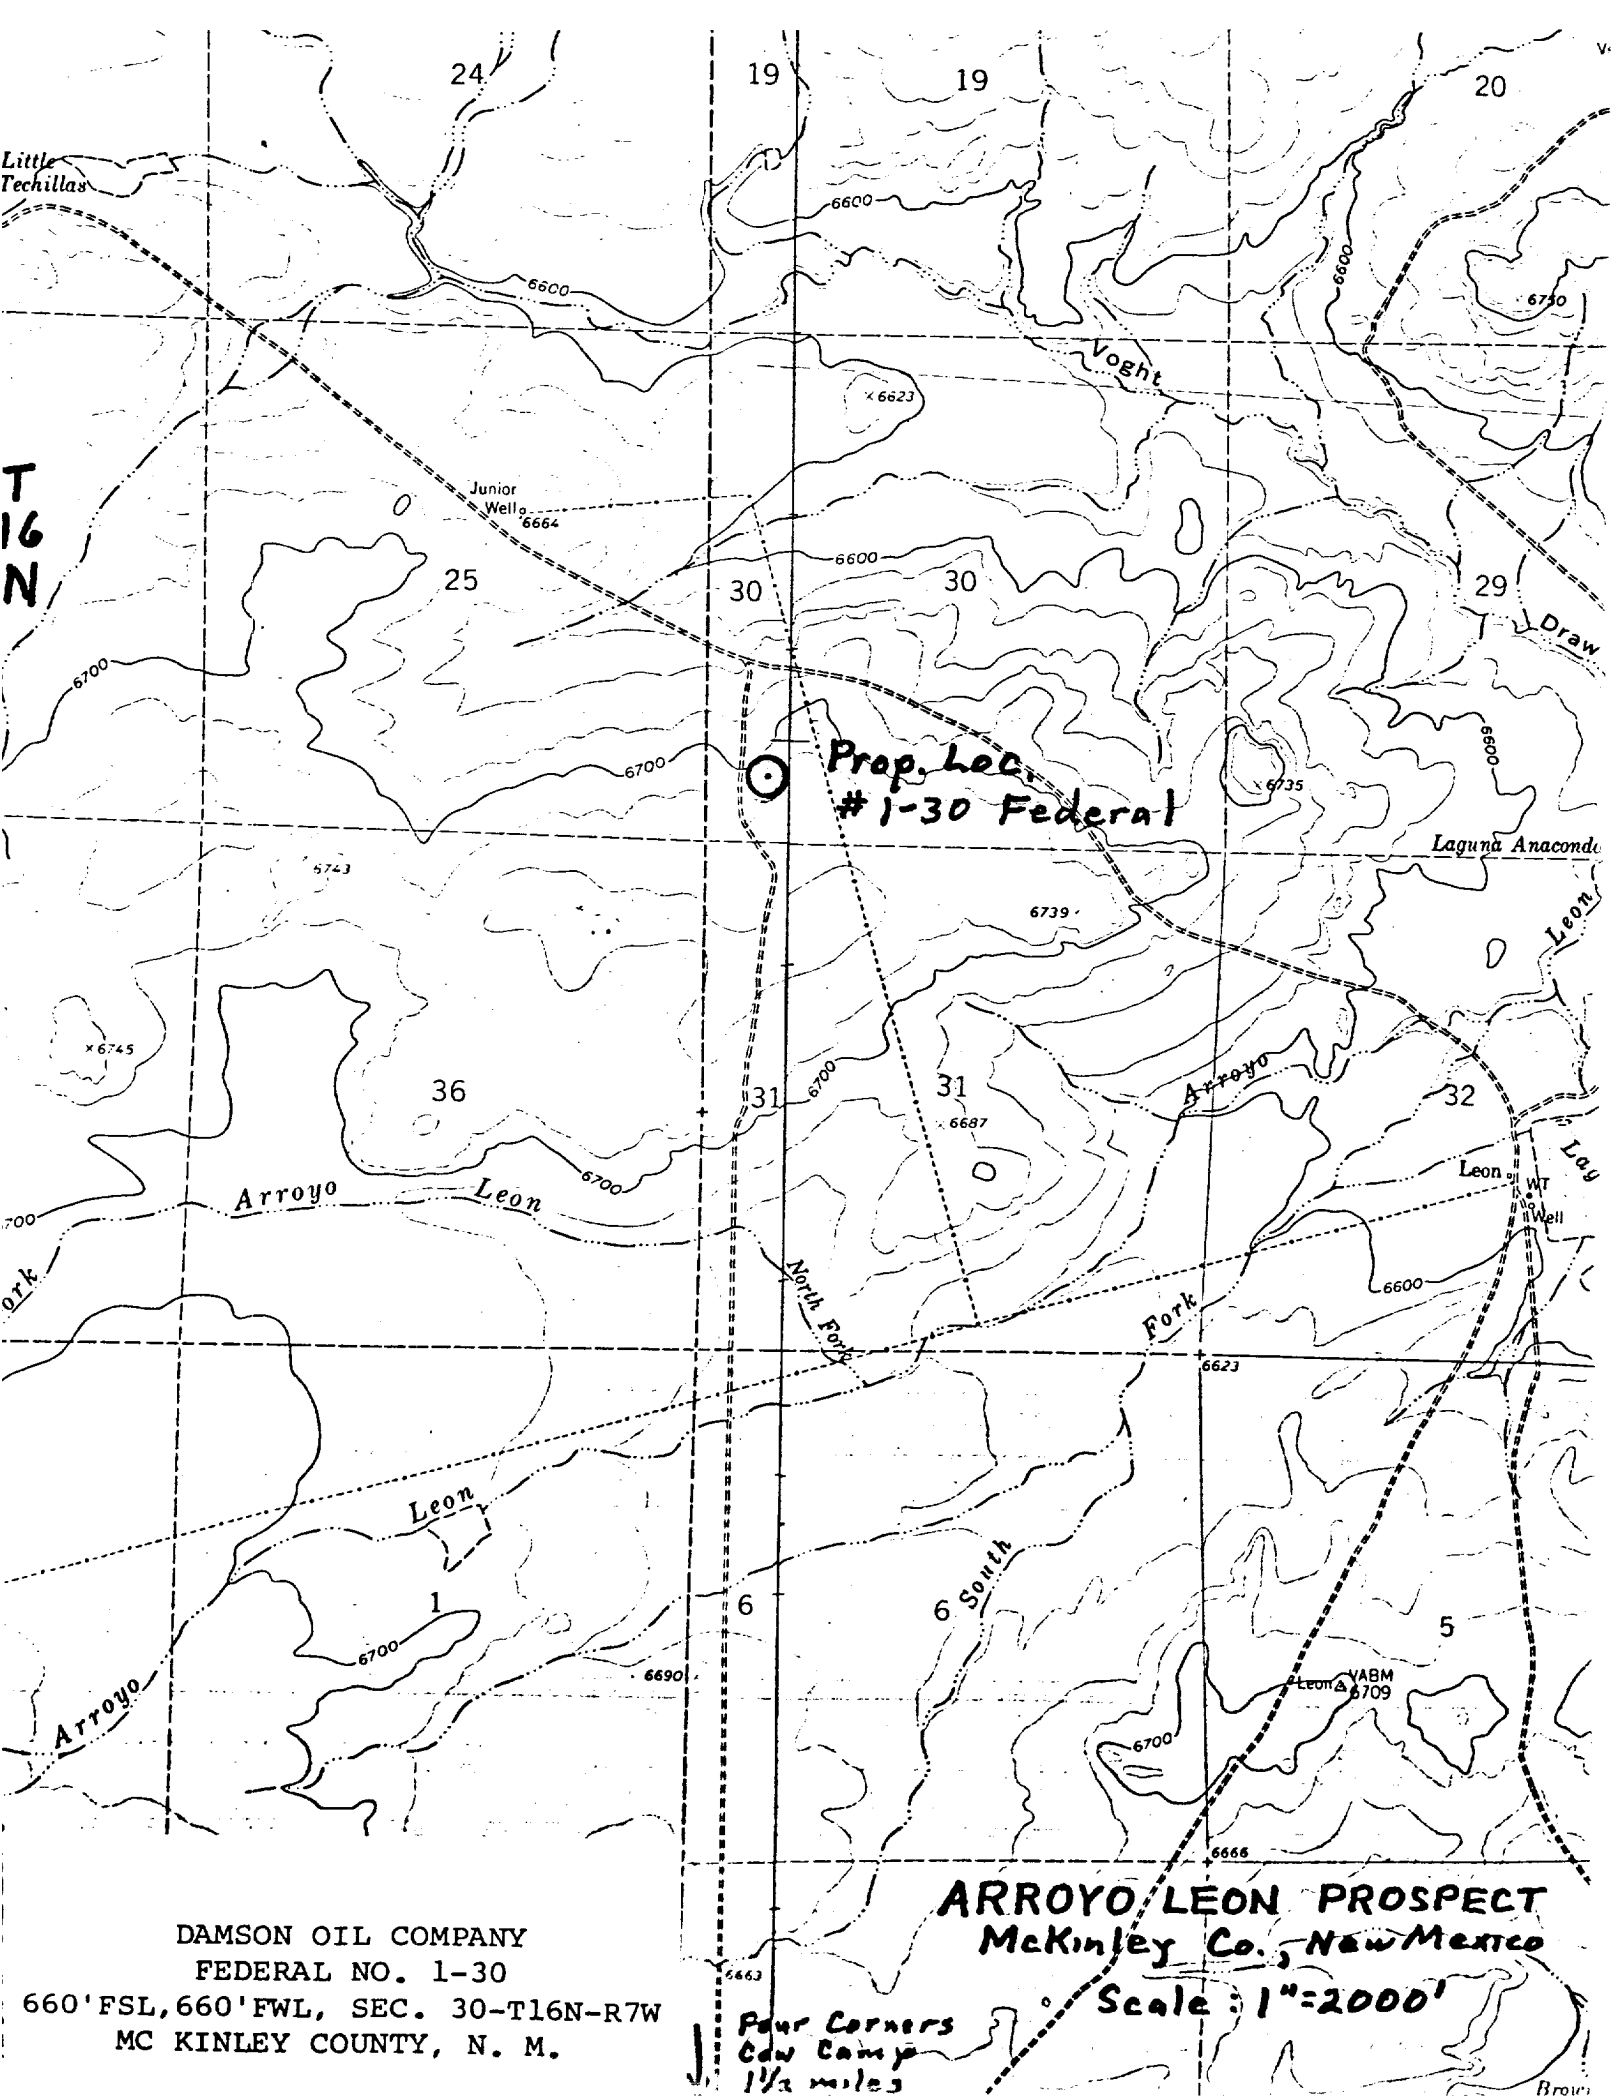 24
19
19
20
Little
Techillas
6600
6600
6600
6750
Voght
×6623
T
16
N
Junior
Well
6664
6600
25
30
30
29
Draw
6700
6600
6700
Prop. Loc.
# 1-30 Federal
6735
Laguna Anaconda
6743
6739
Leon
×6745
36
31
6700
31
Arroyo
32
6687
Lag
Leon
WT
Well
Arroyo
Leon
6700
700
North
Fork
ork
6600
Fork
6623
Leon
South
1
6
6
5
6700
6690
Leon
VABM
6709
Arroyo
6700
6666
ARROYO LEON PROSPECT
McKinley Co., New Mexico
Scale: 1"=2000'
DAMSON OIL COMPANY
FEDERAL NO. 1-30
660'FSL,660'FWL, SEC. 30-T16N-R7W
MC KINLEY COUNTY, N. M.
6663
Four Corners
Cow Camp
1½ miles